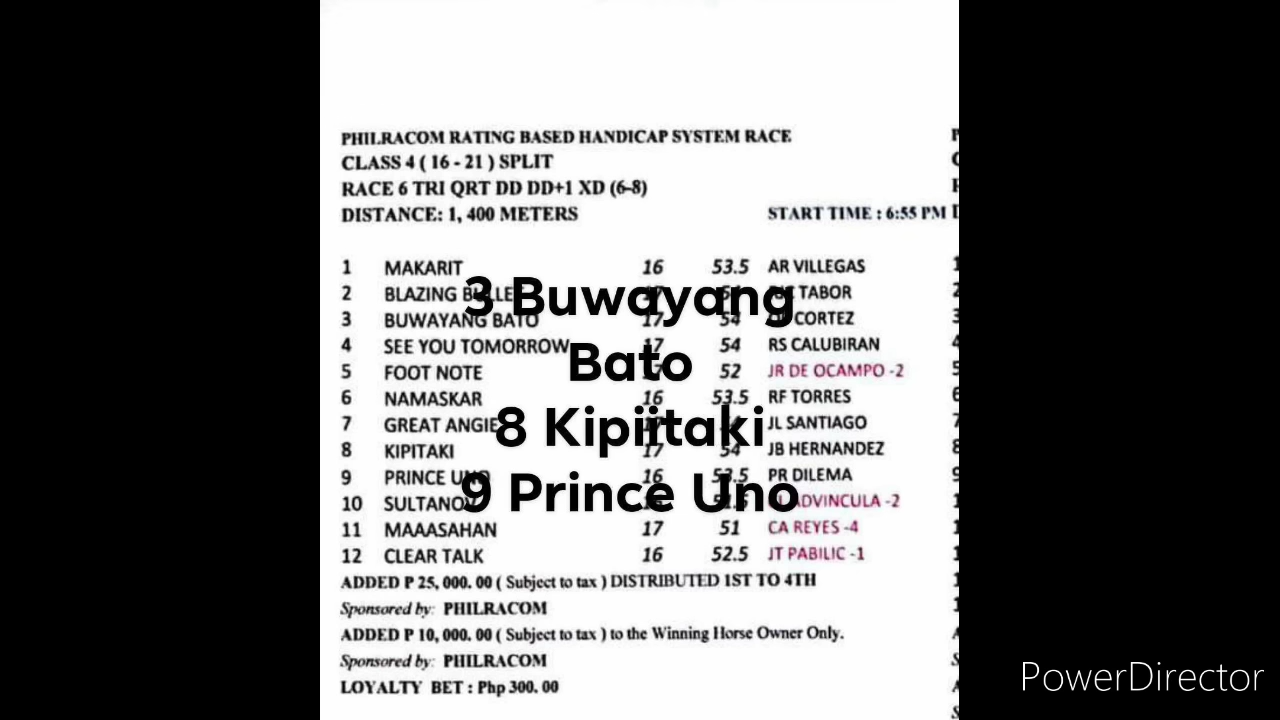 PHILRACOM RATING BASED HANDICAP SYSTEM RACE
CLASS 4 ( 16 - 21 ) SPLIT
RACE 6 TRI QRT DD DD+1 XD (6-8)
DISTANCE: 1, 400 METERS START TIME : 6:55 PM
1 MAKARIT 16 53.5 AR VILLEGAS
2 BLAZING TABOR
3 BUWAYANG BATO 17 54 CORTEZ
4 SEE YOU TOMORROW 17 54 RS CALUBIRAN
5 FOOT NOTE 52 JR DE OCAMPO -2
6 NAMASKAR 16 53.5 RF TORRES
7 GREAT ANGIE JL SANTIAGO
8 KIPITAKI 17 54 JB HERNANDEZ
9 PRINCE UNO 16 53.5 PR DILEMA
10 SULTANOV 51.5 ADVINCULA -2
11 MAAASAHAN 17 51 CA REYES -4
12 CLEAR TALK 16 52.5 JT PABILIC -1
3 Buwayang
Bato
8 Kipiitaki
9 Prince Uno
ADDED P 25, 000. 00 ( Subject to tax ) DISTRIBUTED 1ST TO 4TH
Sponsored by: PHILRACOM
ADDED P 10, 000. 00 ( Subject to tax ) to the Winning Horse Owner Only.
Sponsored by: PHILRACOM
LOYALTY BET : Php 300. 00
PowerDirector